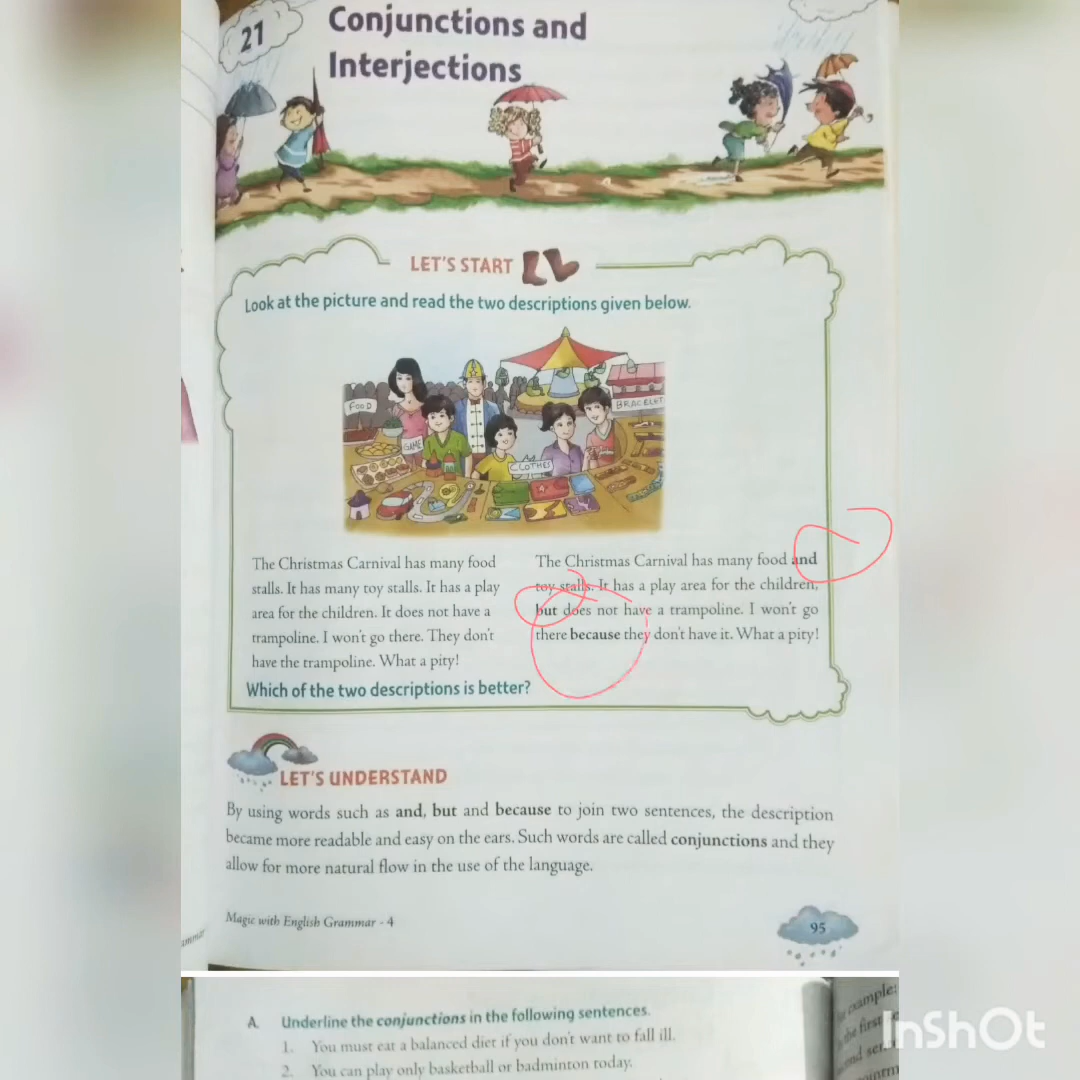 21
Conjunctions and
Interjections
LET'S START
Look at the picture and read the two descriptions given below.
FOOD
GAME
CLOTHES
BRACELET
The Christmas Carnival has many food
stalls. It has many toy stalls. It has a play
area for the children. It does not have a
trampoline. I won't go there. They don't
have the trampoline. What a pity!
The Christmas Carnival has many food and
toy stalls. It has a play area for the children,
but does not have a trampoline. I won't go
there because they don't have it. What a pity!
Which of the two descriptions is better?
LET'S UNDERSTAND
By using words such as and, but and because to join two sentences, the description
became more readable and easy on the ears. Such words are called conjunctions and they
allow for more natural flow in the use of the language.
Magic with English Grammar - 4
95
A. Underline the conjunctions in the following sentences.
1. You must eat a balanced diet if you don't want to fall ill.
2. You can play only basketball or badminton today.
example:
the first
InShOt